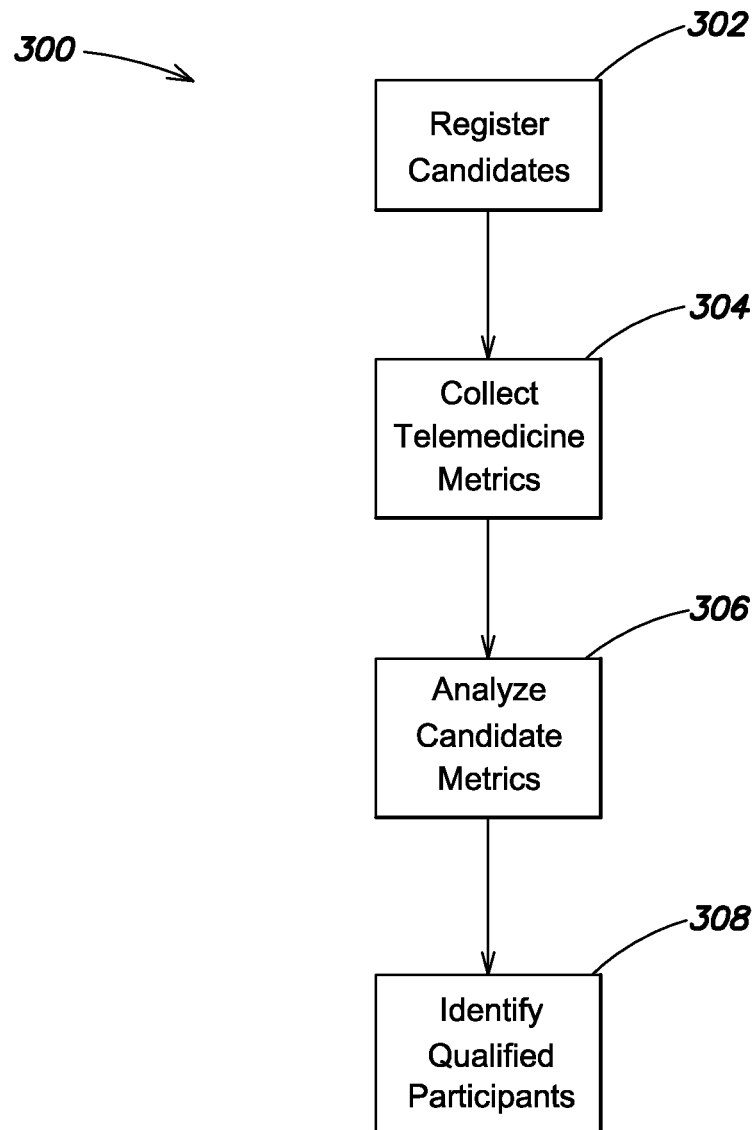 300
302
Register
Candidates
304
Collect
Telemedicine
Metrics
306
Analyze
Candidate
Metrics
308
Identify
Qualified
Participants